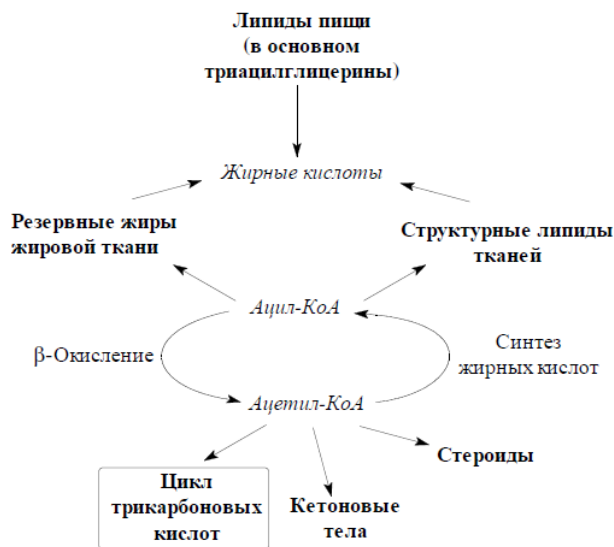 Липиды пищи
(в основном
триацилглицерины)
Жирные кислоты
Резервные жиры
жировой ткани
Структурные липиды
тканей
Ацил-КоА
β-Окисление
Синтез
жирных кислот
Ацетил-КоА
Стероиды
Цикл
трикарбоновых
кислот
Кетоновые
тела